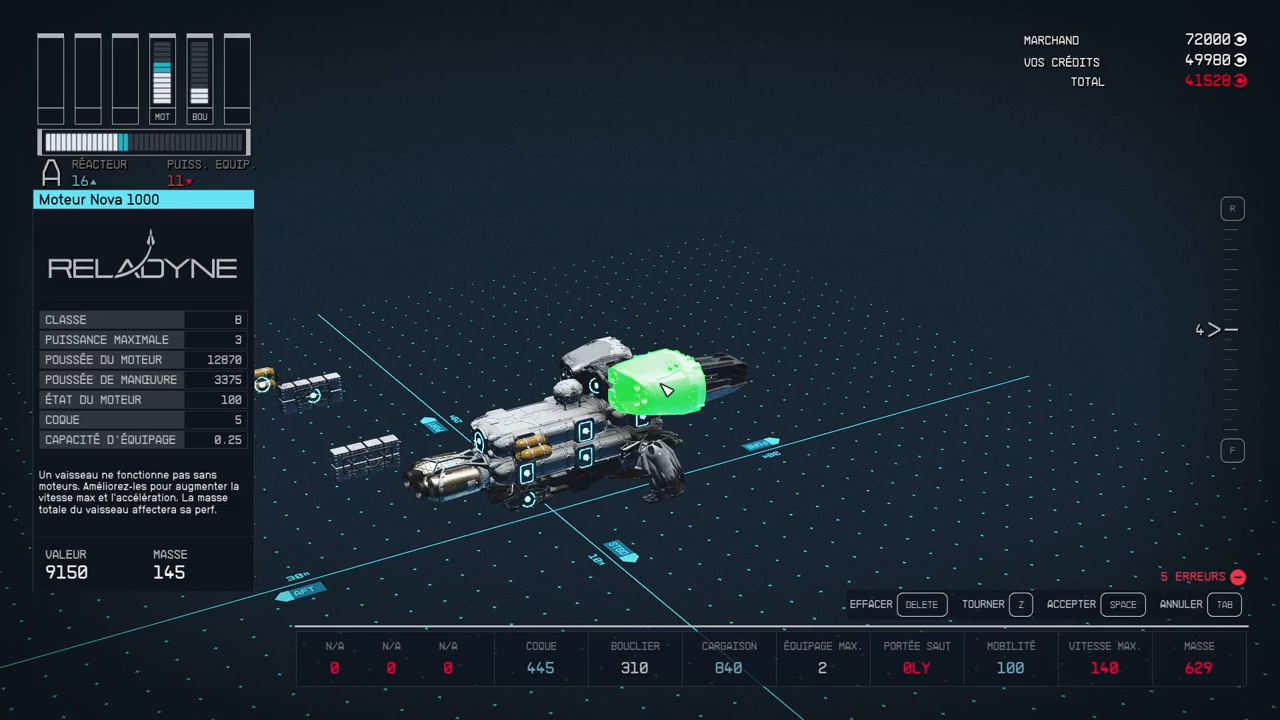 MARCHAND 72000
VOS CRÉDITS 49980
TOTAL 41528
MOT BOU
RÉACTEUR PUISS. EQUIP.
A 16 11
Moteur Nova 1000
RELADYNE
CLASSE B
PUISSANCE MAXIMALE 3
POUSSÉE DU MOTEUR 12870
POUSSÉE DE MANŒUVRE 3375
ÉTAT DU MOTEUR 100
COQUE 5
CAPACITÉ D'ÉQUIPAGE 0.25
Un vaisseau ne fonctionne pas sans
moteurs. Améliorez-les pour augmenter la
vitesse max et l'accélération. La masse
totale du vaisseau affectera sa perf.
VALEUR MASSE
9150 145
R
4
F
30M
AFT
STBD
10M
5 ERREURS
EFFACER DELETE TOURNER Z ACCEPTER SPACE ANNULER TAB
N/A N/A N/A COQUE BOUCLIER CARGAISON ÉQUIPAGE MAX. PORTÉE SAUT MOBILITÉ VITESSE MAX. MASSE
0 0 0 445 310 840 2 0LY 100 140 629